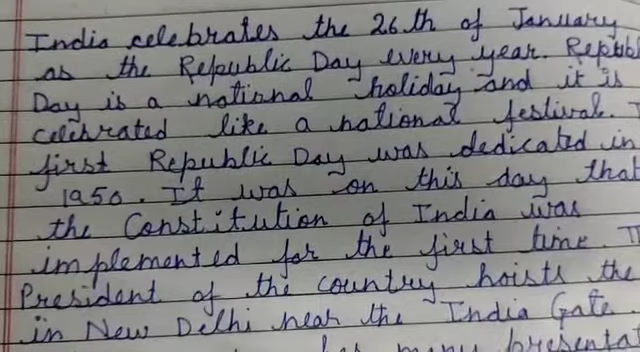 India celebrates the 26th of January
as the Republic Day every year. Republ
Day is a national holiday and it is
celebrated like a national festival.
first Republic Day was dedicated in
1950. It was on this day that
the Constitution of India was
implemented for the first time. T
President of the country hoists the
in New Delhi near the India Gate.
many presenta